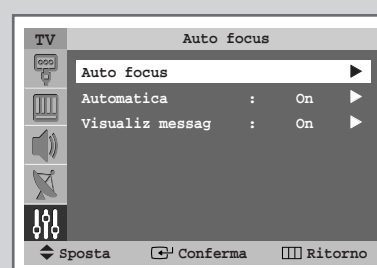 TV Auto focus
Auto focus
Automatica : On
Visualiz messag : On
Sposta Conferma Ritorno